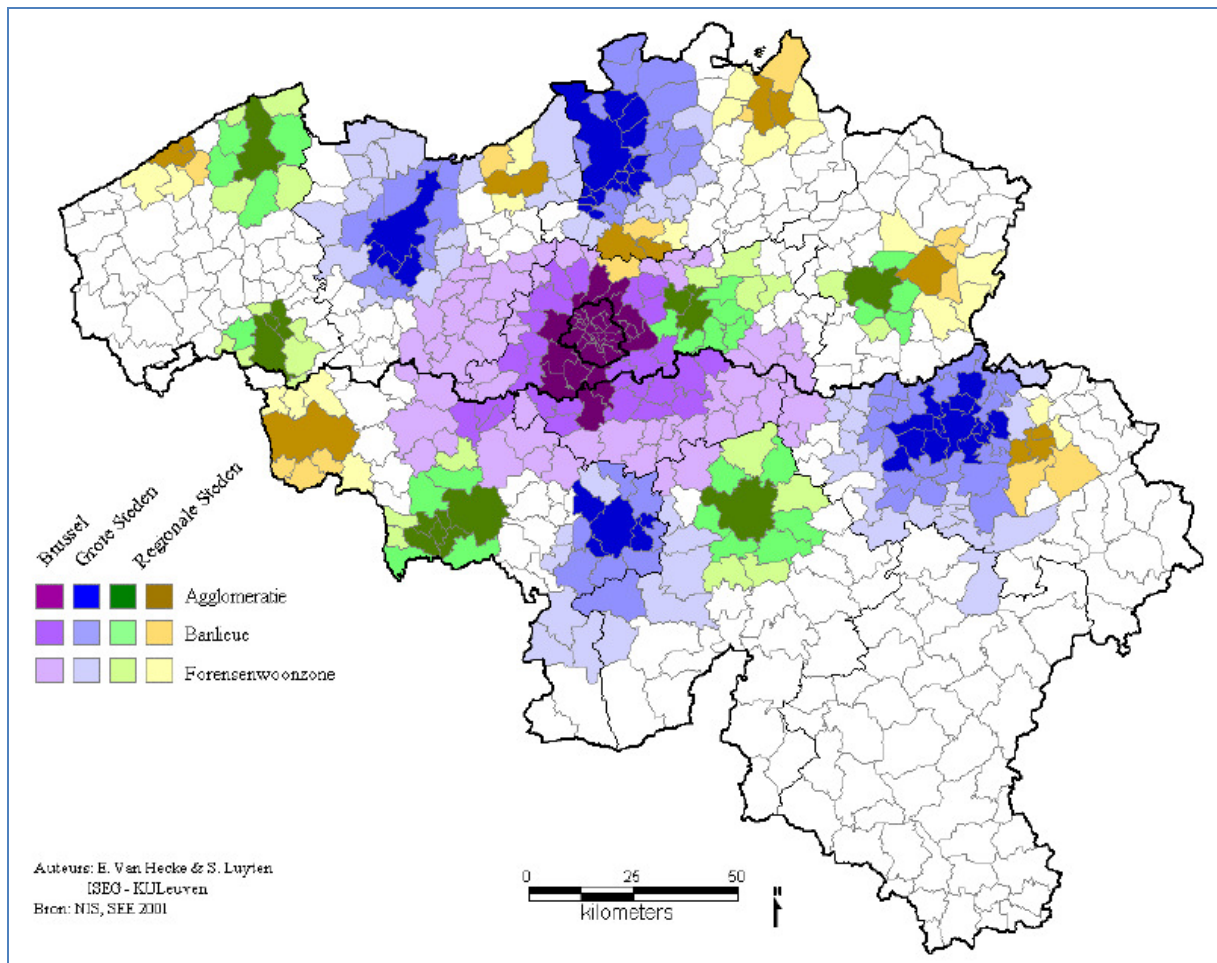 Brussel
Grote Steden
Regionale Steden
Agglomeratie
Banlieue
Forensenwoonzone
Auteurs: E. Van Hecke & S. Luyten
ISEG - KULeuven
Bron: NIS, SEE 2001
0 25 50
kilometers